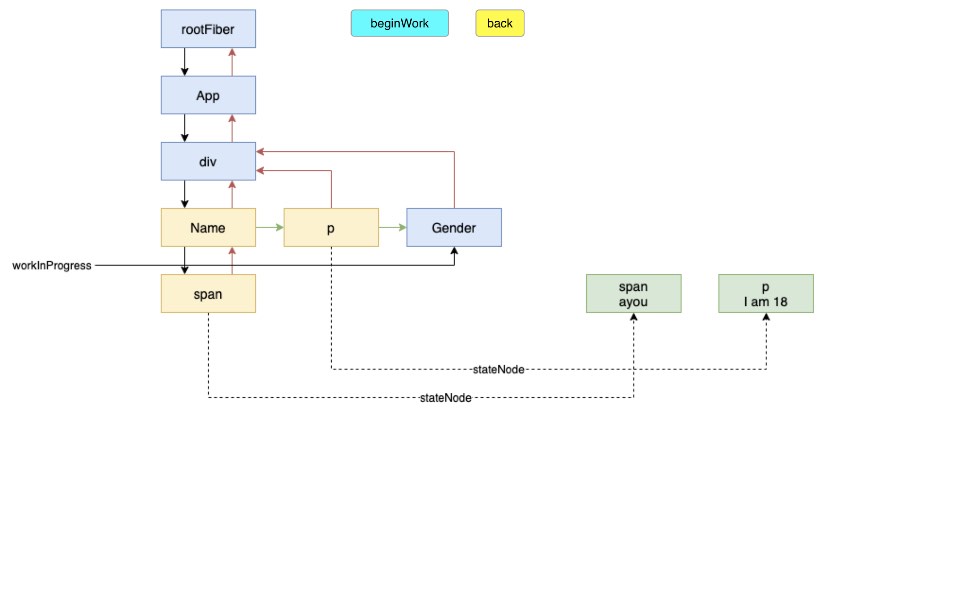 rootFiber
beginWork
back
App
div
Name
p
Gender
workInProgress
span
span
ayou
p
I am 18
stateNode
stateNode